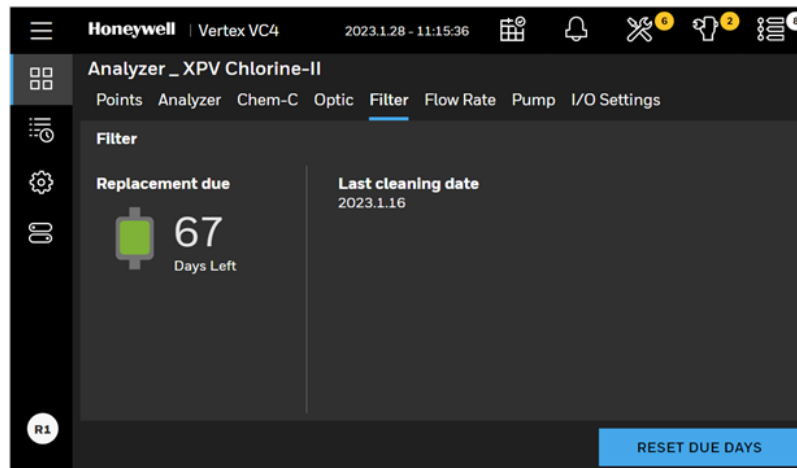 Honeywell | Vertex VC4 2023.1.28 - 11:15:36 6 2 8
Analyzer _ XPV Chlorine-II
Points Analyzer Chem-C Optic Filter Flow Rate Pump I/O Settings
Filter
Replacement due Last cleaning date
2023.1.16
67
Days Left
R1
RESET DUE DAYS